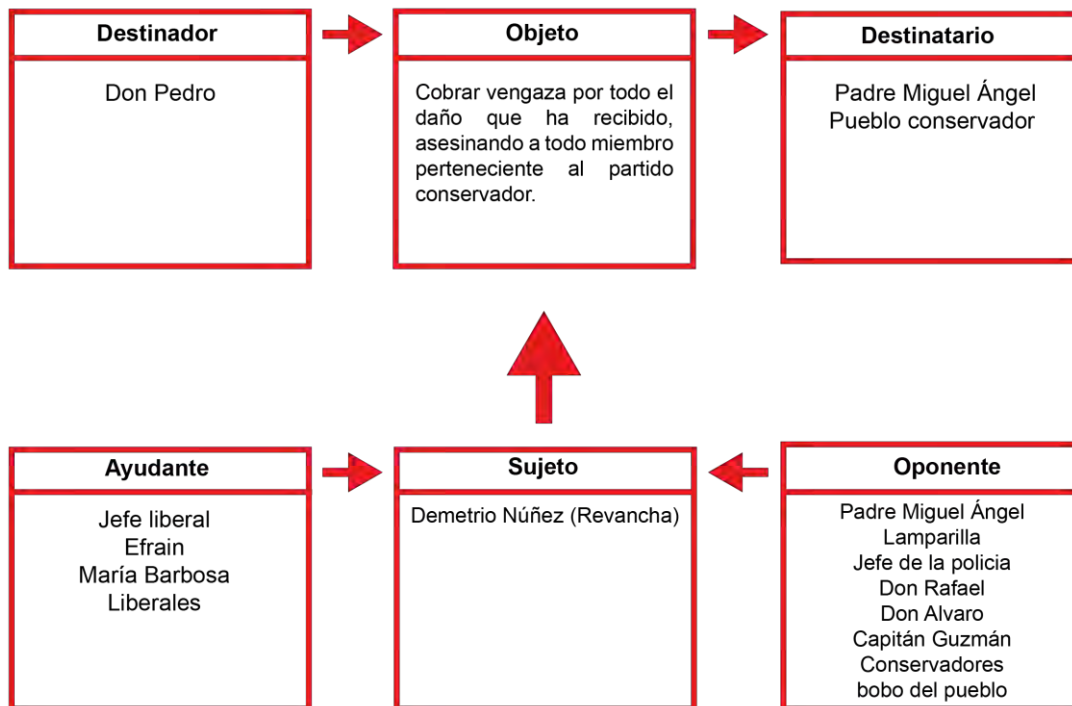 Destinador
Don Pedro
Objeto
Cobrar vengaza por todo el
daño que ha recibido,
asesinando a todo miembro
perteneciente al partido
conservador.
Destinatario
Padre Miguel Ángel
Pueblo conservador
Ayudante
Jefe liberal
Efrain
María Barbosa
Liberales
Sujeto
Demetrio Núñez (Revancha)
Oponente
Padre Miguel Ángel
Lamparilla
Jefe de la policia
Don Rafael
Don Alvaro
Capitán Guzmán
Conservadores
bobo del pueblo